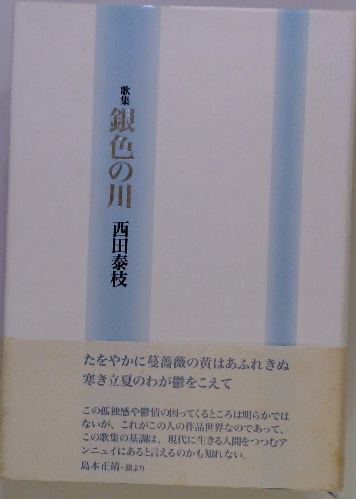 歌集
銀色の川
西田泰枝
たをやかに蔓薔薇の黄はあふれきぬ
寒き立夏のわが鬱をこえて
この孤独感や鬱情の因ってくるところは明らかでは
ないが、これがこの人の作品世界なのであって、
この歌集の基調は、現代に生きる人間をつつむア
ンニュイにあると言えるのかも知れない。
島本正靖・跋より